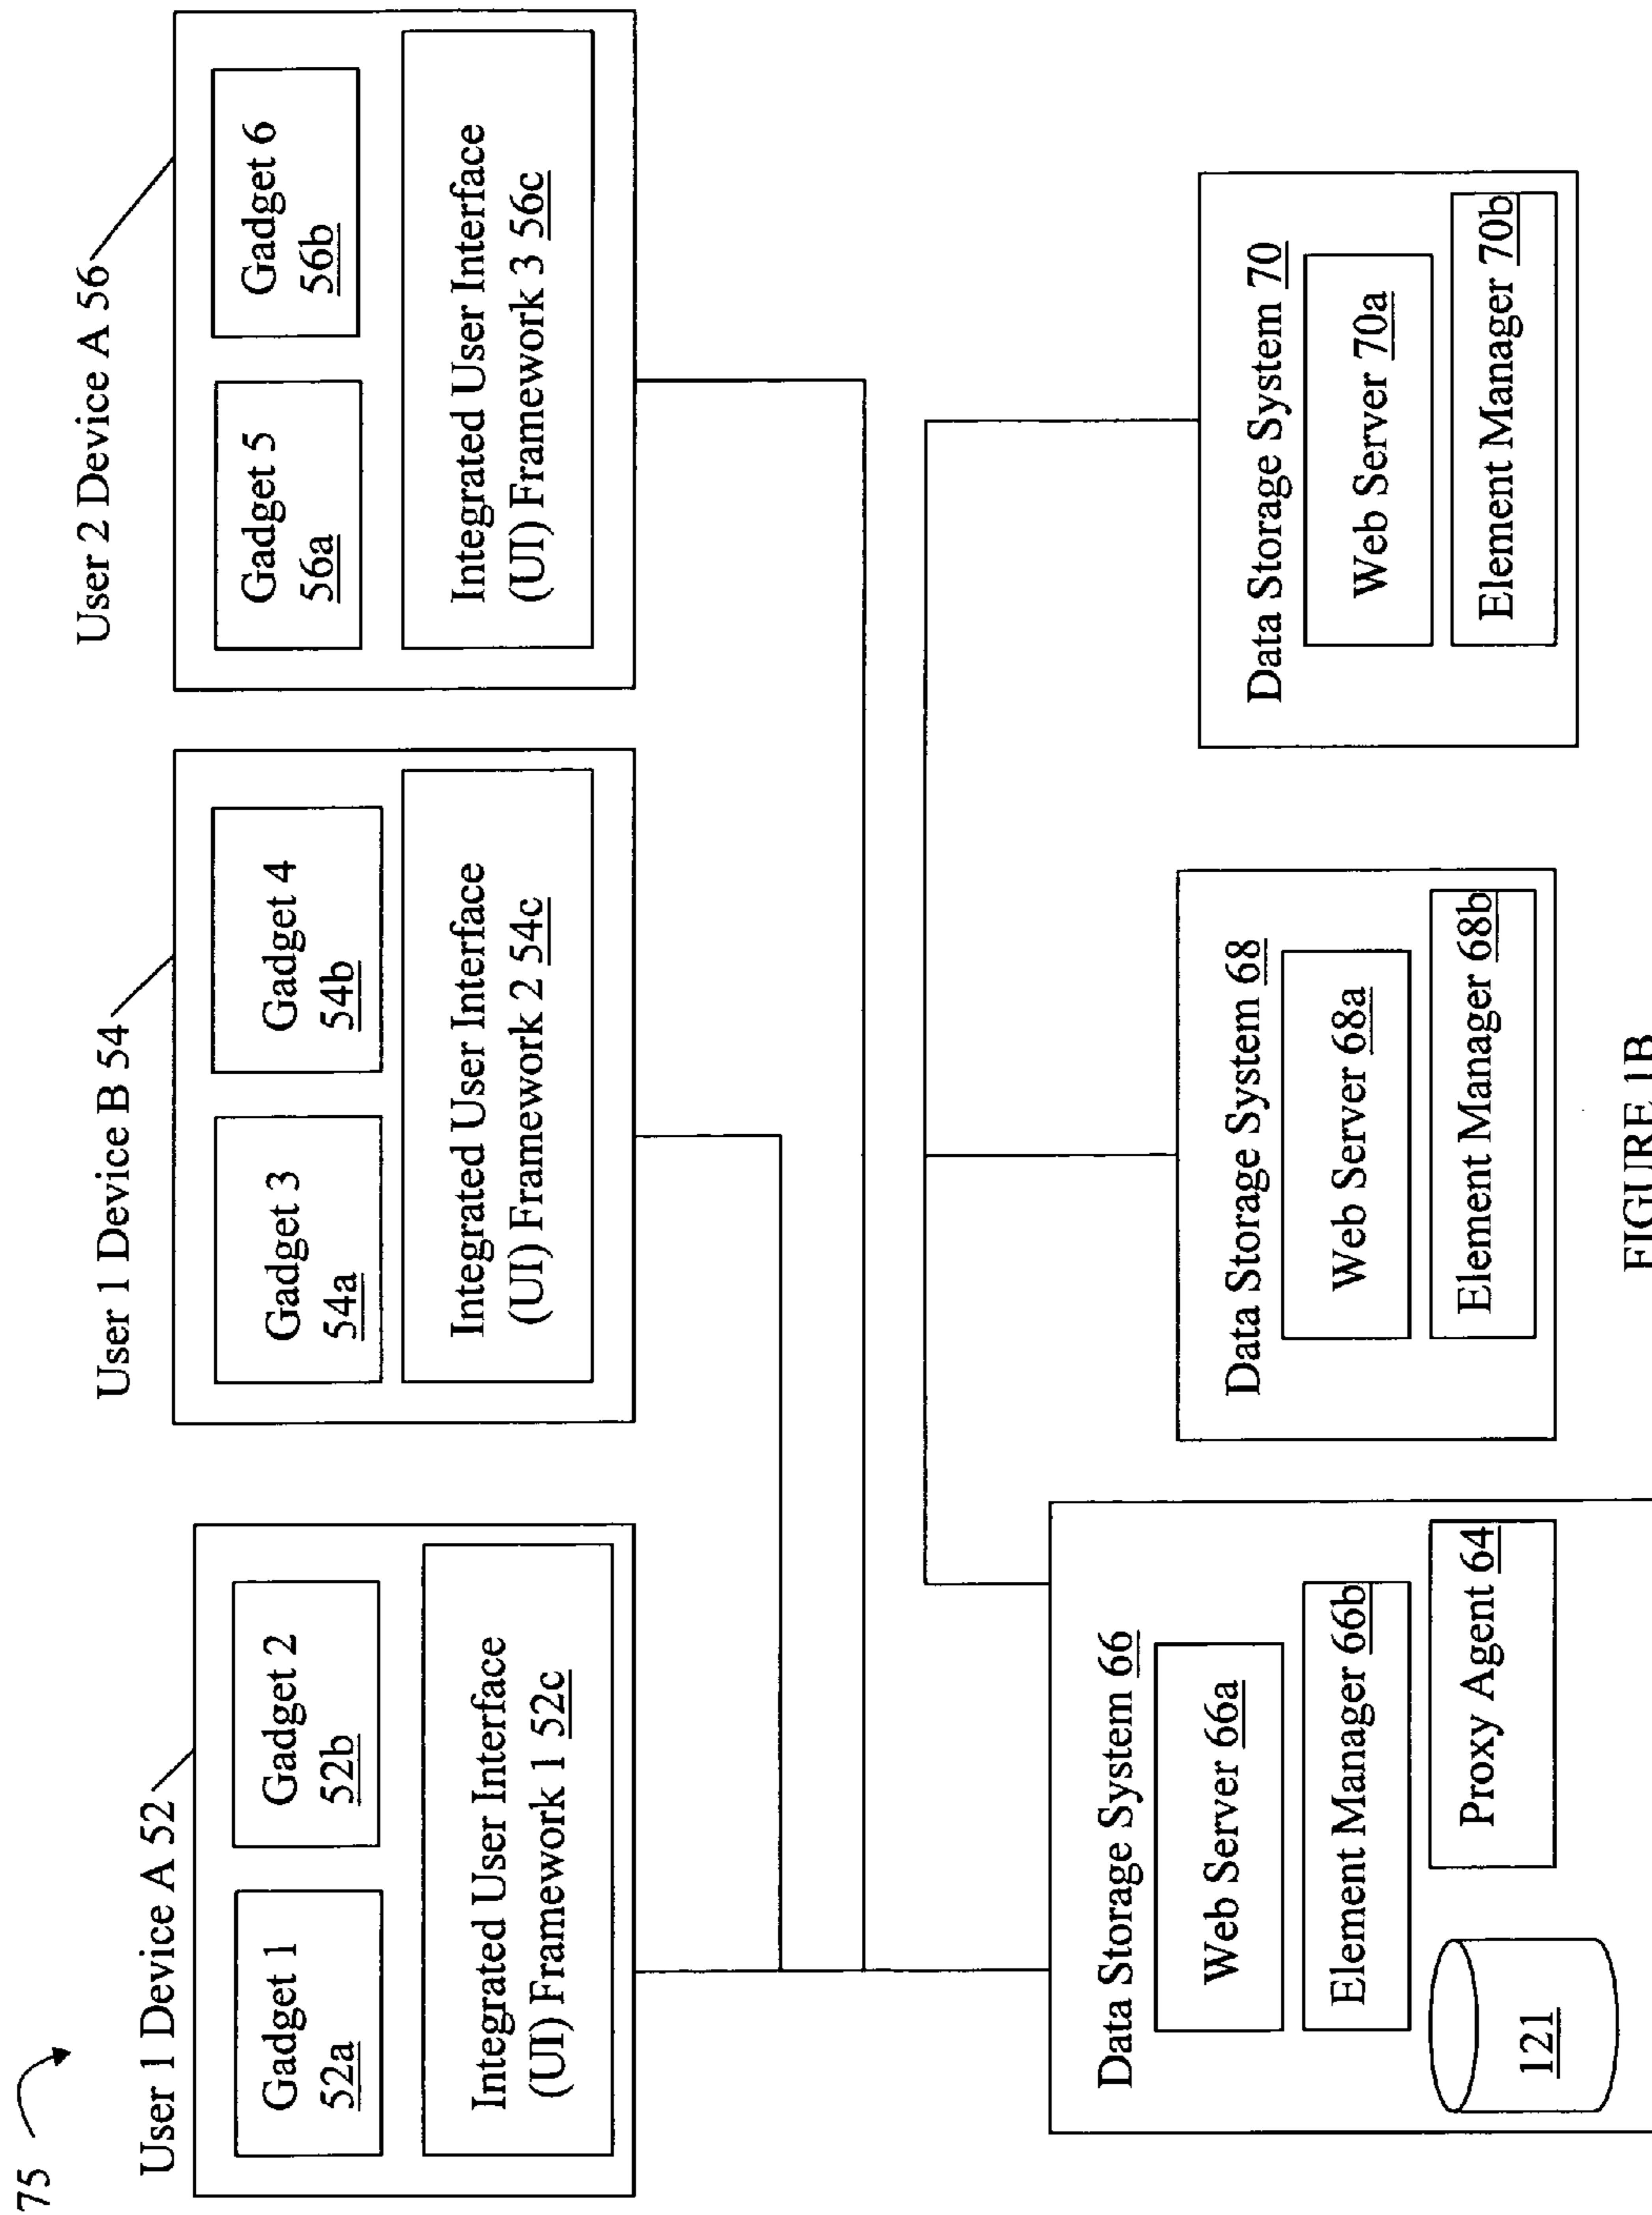 75
User 1 Device A 52
Gadget 1
52a
Gadget 2
52b
Integrated User Interface
(UI) Framework 1 52c
User 1 Device B 54
Gadget 3
54a
Gadget 4
54b
Integrated User Interface
(UI) Framework 2 54c
User 2 Device A 56
Gadget 5
56a
Gadget 6
56b
Integrated User Interface
(UI) Framework 3 56c
Data Storage System 66
Web Server 66a
Element Manager 66b
121
Proxy Agent 64
Data Storage System 68
Web Server 68a
Element Manager 68b
Data Storage System 70
Web Server 70a
Element Manager 70b
FIGURE 1B